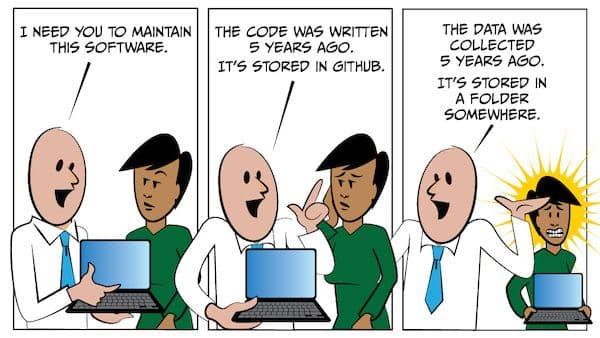 I NEED YOU TO MAINTAIN
THIS SOFTWARE.
THE CODE WAS WRITTEN
5 YEARS AGO.
IT'S STORED IN GITHUB.
THE DATA WAS
COLLECTED
5 YEARS AGO.
IT'S STORED IN
A FOLDER
SOMEWHERE.